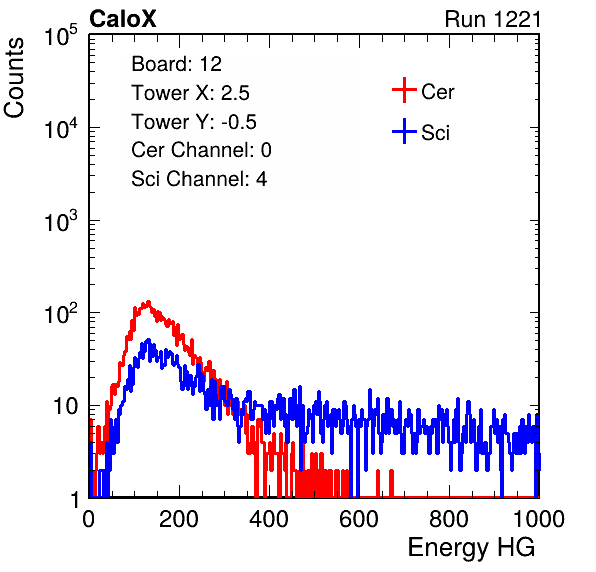 CaloX Run 1221
Counts
10^5
10^4
10^3
10^2
10
1
Board: 12
Tower X: 2.5
Tower Y: -0.5
Cer Channel: 0
Sci Channel: 4
Cer
Sci
0 200 400 600 800 1000
Energy HG